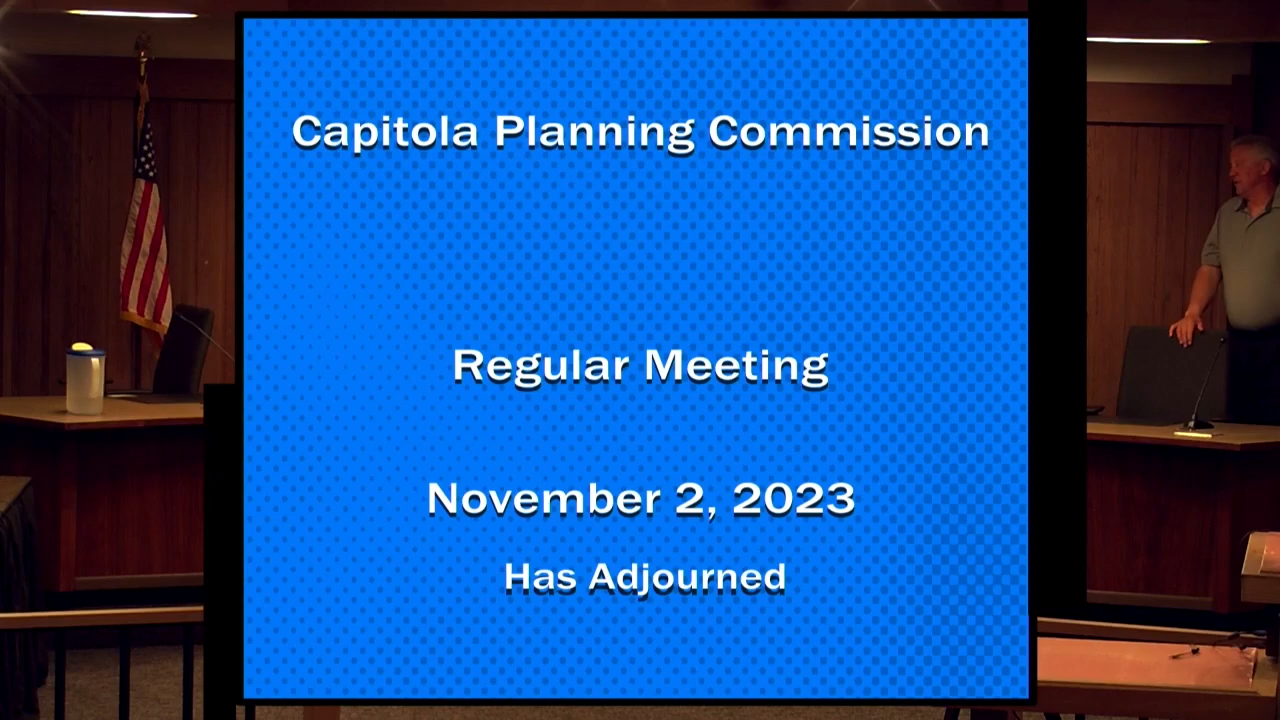 Capitola Planning Commission
Regular Meeting
November 2, 2023
Has Adjourned